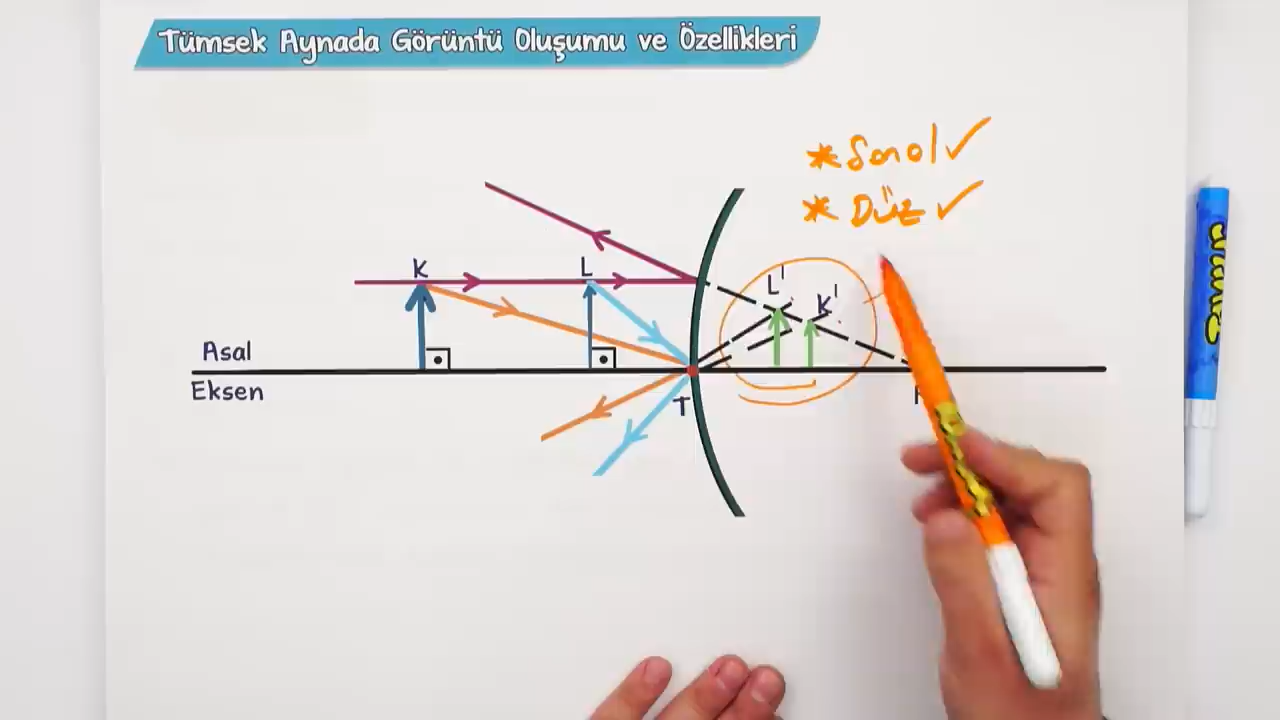 Tümsek Aynada Görüntü Oluşumu ve Özellikleri
* Sanal ✓
* Düz ✓
K
L
L'
K'
Asal
Eksen
T